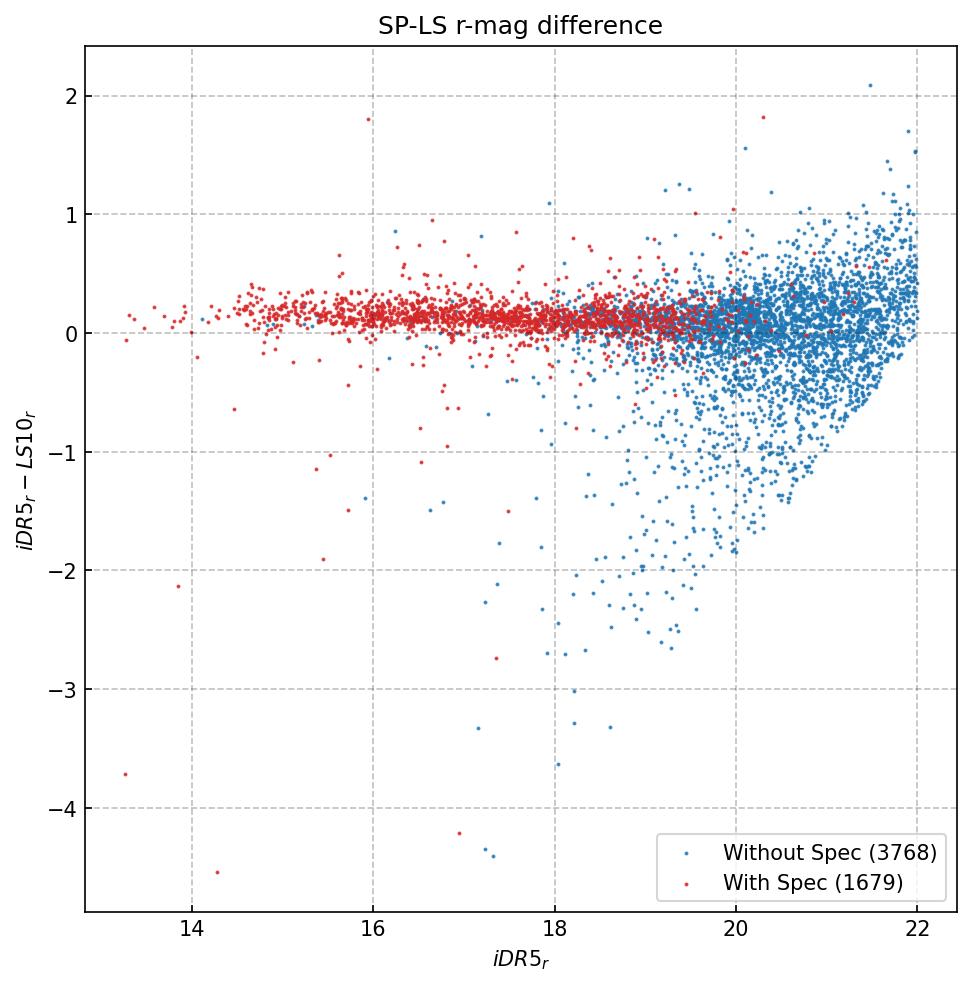 SP-LS r-mag difference
iDR5r − LS10r
2
1
0
−1
−2
−3
−4
14 16 18 20 22
iDR5r
Without Spec (3768)
With Spec (1679)